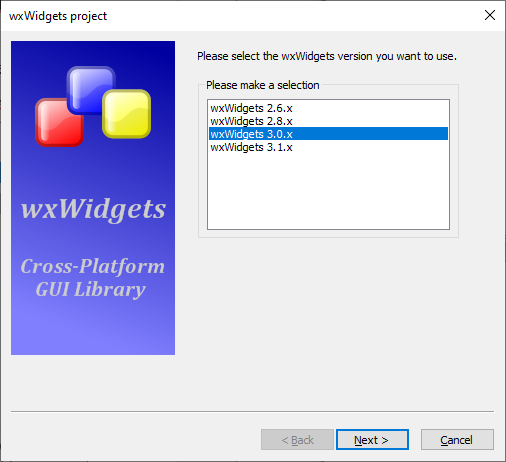 wxWidgets project
Please select the wxWidgets version you want to use.
Please make a selection
wxWidgets 2.6.x
wxWidgets 2.8.x
wxWidgets 3.0.x
wxWidgets 3.1.x
wxWidgets
Cross-Platform
GUI Library
< Back
Next >
Cancel